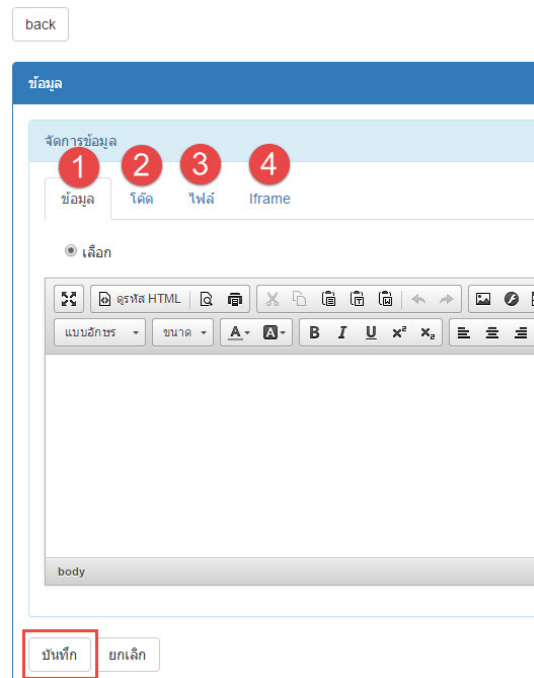 back
ข้อมูล
จัดการข้อมูล
1 2 3 4
ข้อมูล โค๊ด ไฟล์ Iframe
เลือก
ดูรหัส HTML
แบบอักษร ขนาด A A B I U x² xₑ
body
บันทึก ยกเลิก